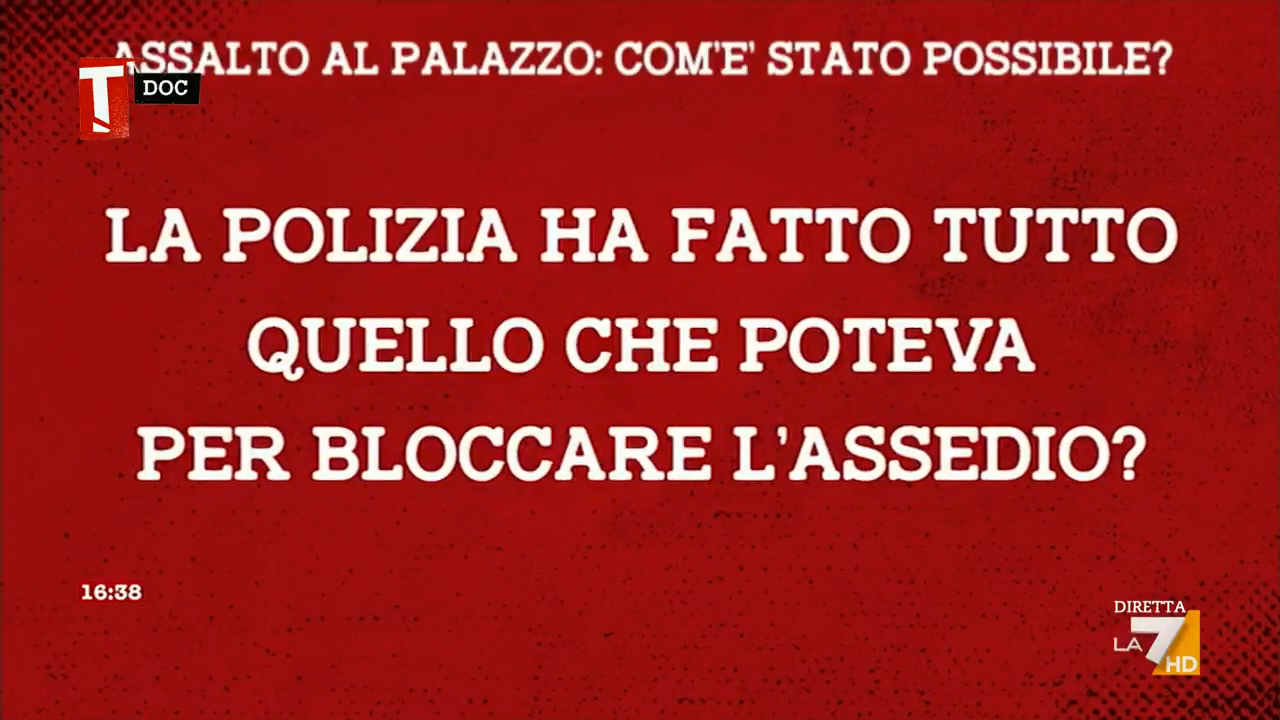 ASSALTO AL PALAZZO: COM'E' STATO POSSIBILE?
T DOC
LA POLIZIA HA FATTO TUTTO
QUELLO CHE POTEVA
PER BLOCCARE L'ASSEDIO?
16:38
DIRETTA
LA 7 HD